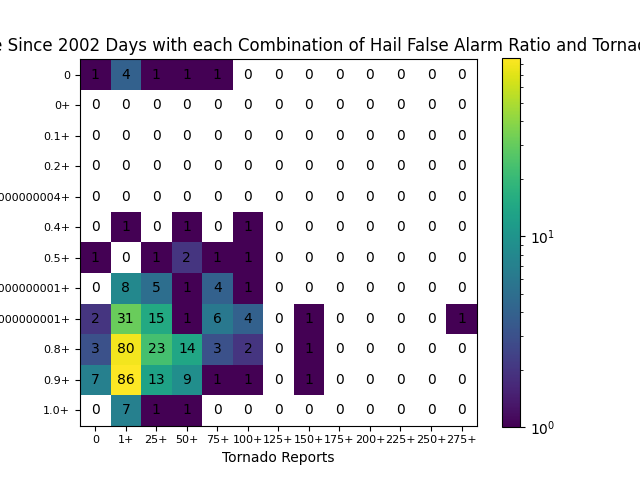 e Since 2002 Days with each Combination of Hail False Alarm Ratio and Torna
0 1 4 1 1 1 0 0 0 0 0 0 0 0
0+ 0 0 0 0 0 0 0 0 0 0 0 0 0
0.1+ 0 0 0 0 0 0 0 0 0 0 0 0 0
0.2+ 0 0 0 0 0 0 0 0 0 0 0 0 0
000000004+ 0 0 0 0 0 0 0 0 0 0 0 0 0
0.4+ 0 1 0 1 0 1 0 0 0 0 0 0 0
0.5+ 1 0 1 2 1 1 0 0 0 0 0 0 0
000000001+ 0 8 5 1 4 1 0 0 0 0 0 0 0
000000001+ 2 31 15 1 6 4 0 1 0 0 0 0 1
0.8+ 3 80 23 14 3 2 0 1 0 0 0 0 0
0.9+ 7 86 13 9 1 1 0 1 0 0 0 0 0
1.0+ 0 7 1 1 0 0 0 0 0 0 0 0 0
0 1+ 25+ 50+ 75+ 100+ 125+ 150+ 175+ 200+ 225+ 250+ 275+
Tornado Reports
10¹
10⁰